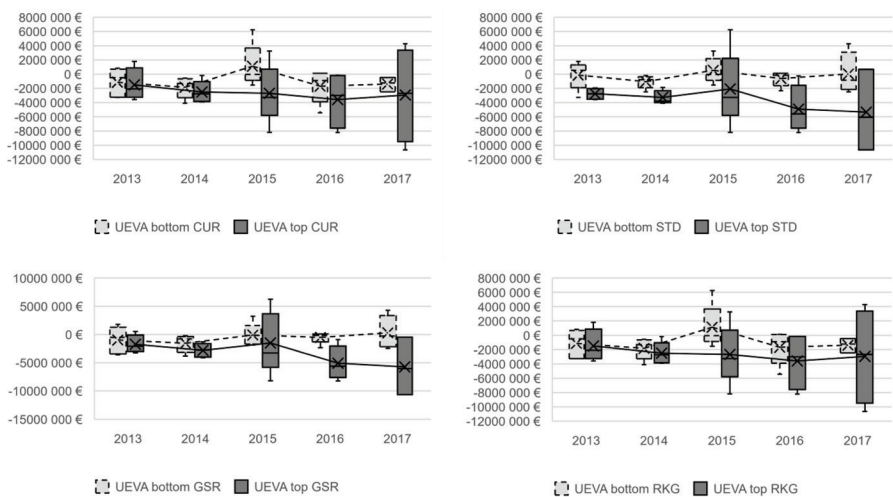 8000 000 €
6000 000 €
4000 000 €
2000 000 €
0 €
-2000 000 €
-4000 000 €
-6000 000 €
-8000 000 €
-10000 000 €
-12000 000 €
2013 2014 2015 2016 2017
UEVA bottom CUR UEVA top CUR
8000 000 €
6000 000 €
4000 000 €
2000 000 €
0 €
-2000 000 €
-4000 000 €
-6000 000 €
-8000 000 €
-10000 000 €
-12000 000 €
2013 2014 2015 2016 2017
UEVA bottom STD UEVA top STD
10000 000 €
5000 000 €
0 €
-5000 000 €
-10000 000 €
-15000 000 €
2013 2014 2015 2016 2017
UEVA bottom GSR UEVA top GSR
8000 000 €
6000 000 €
4000 000 €
2000 000 €
0 €
-2000 000 €
-4000 000 €
-6000 000 €
-8000 000 €
-10000 000 €
-12000 000 €
2013 2014 2015 2016 2017
UEVA bottom RKG UEVA top RKG